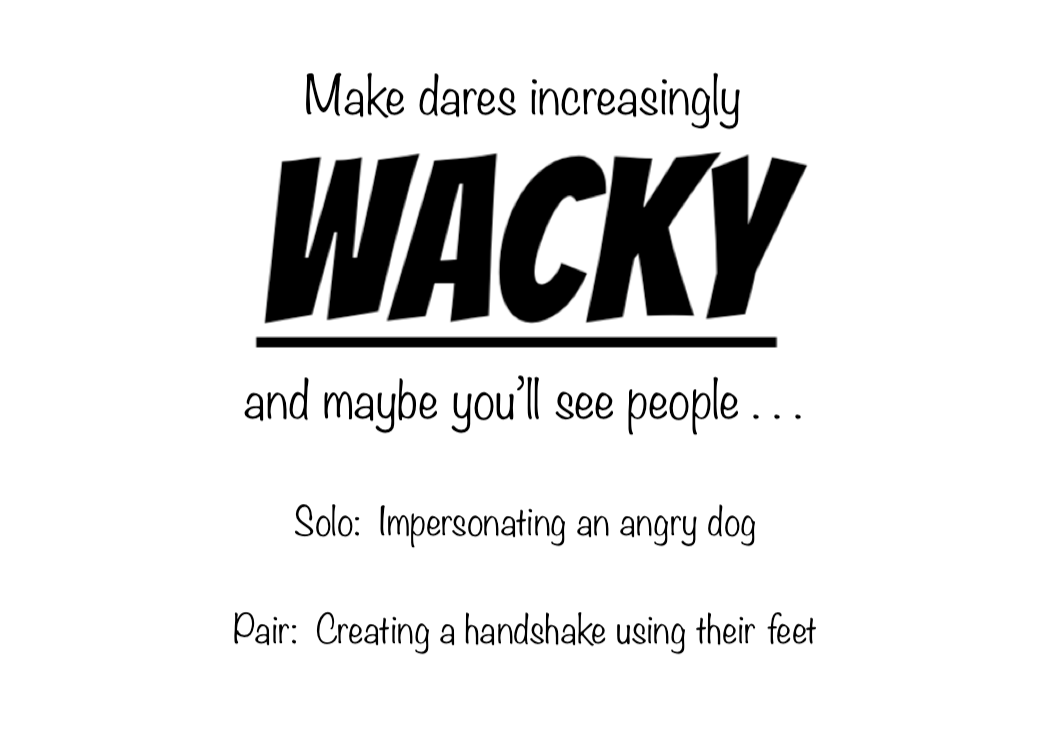 Make dares increasingly
WACKY
and maybe you’ll see people . . .
Solo: Impersonating an angry dog
Pair: Creating a handshake using their feet